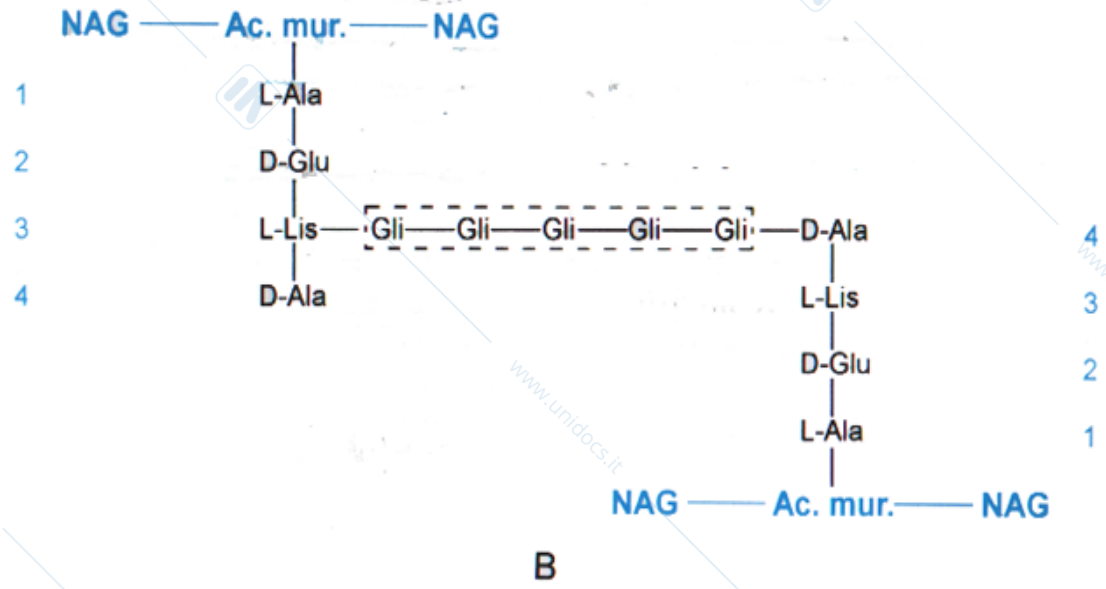 NAG Ac. mur. NAG
1 L-Ala
2 D-Glu
3 L-Lis Gli Gli Gli Gli Gli D-Ala 4
4 D-Ala L-Lis 3
D-Glu 2
L-Ala 1
NAG Ac. mur. NAG
B
www.unidocs.it
www